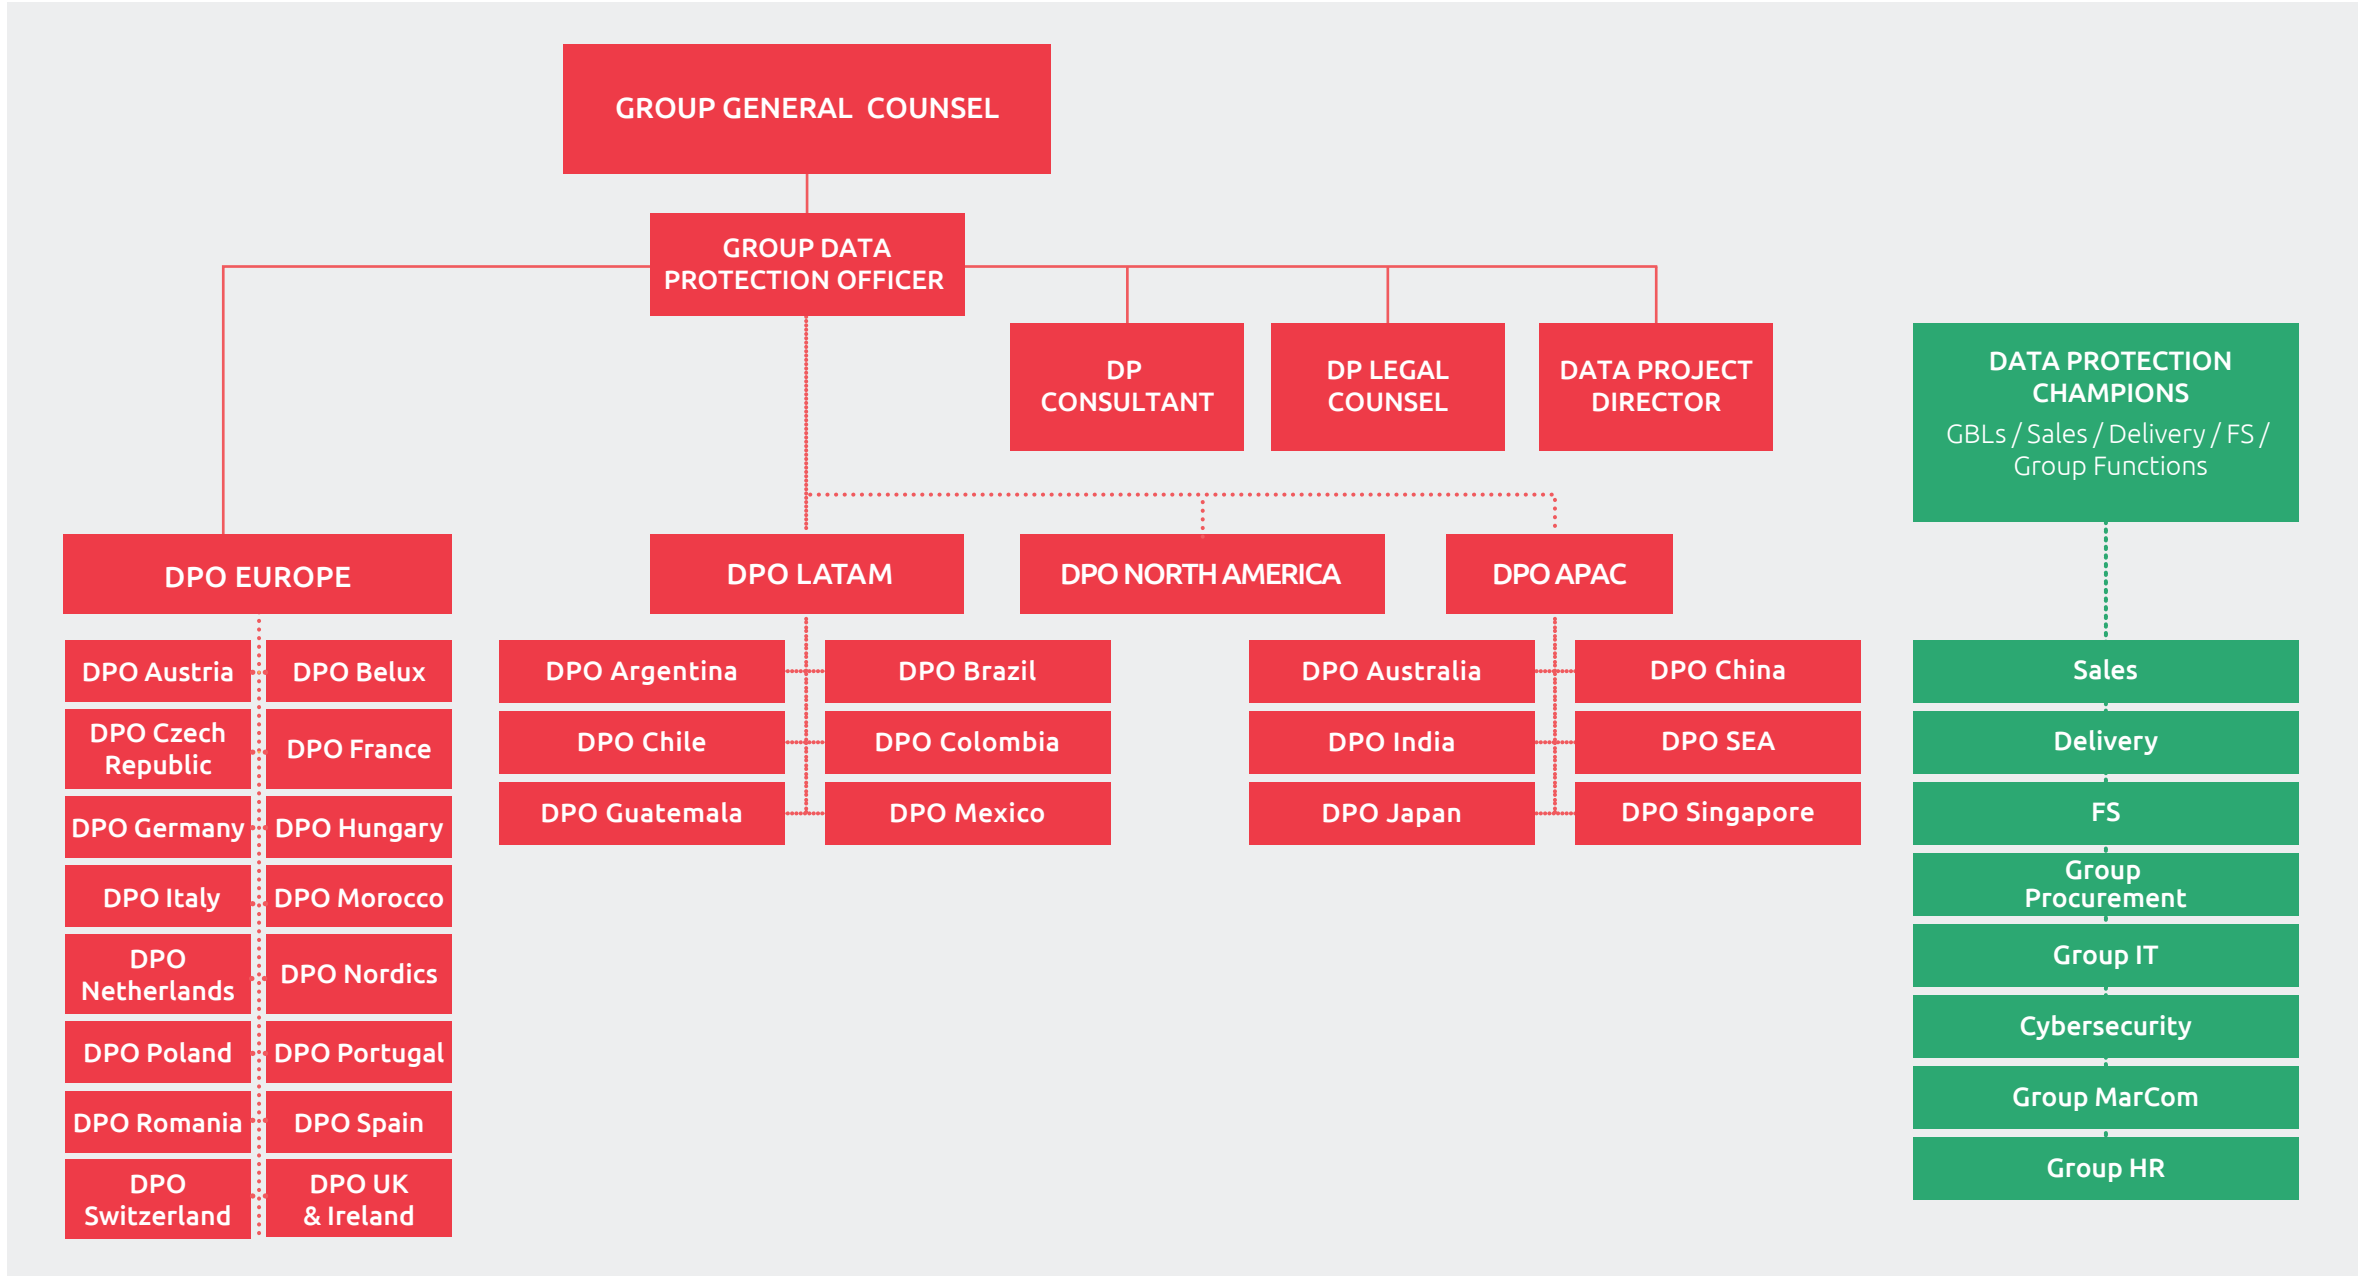 GROUP GENERAL COUNSEL
GROUP DATA
PROTECTION OFFICER
DP
CONSULTANT
DP LEGAL
COUNSEL
DATA PROJECT
DIRECTOR
DATA PROTECTION
CHAMPIONS
GBLs / Sales / Delivery / FS /
Group Functions
DPO EUROPE
DPO LATAM
DPO NORTH AMERICA
DPO APAC
DPO Austria
DPO Belux
DPO Czech
Republic
DPO France
DPO Germany
DPO Hungary
DPO Italy
DPO Morocco
DPO
Netherlands
DPO Nordics
DPO Poland
DPO Portugal
DPO Romania
DPO Spain
DPO
Switzerland
DPO UK
& Ireland
DPO Argentina
DPO Brazil
DPO Chile
DPO Colombia
DPO Guatemala
DPO Mexico
DPO Australia
DPO China
DPO India
DPO SEA
DPO Japan
DPO Singapore
Sales
Delivery
FS
Group
Procurement
Group IT
Cybersecurity
Group MarCom
Group HR